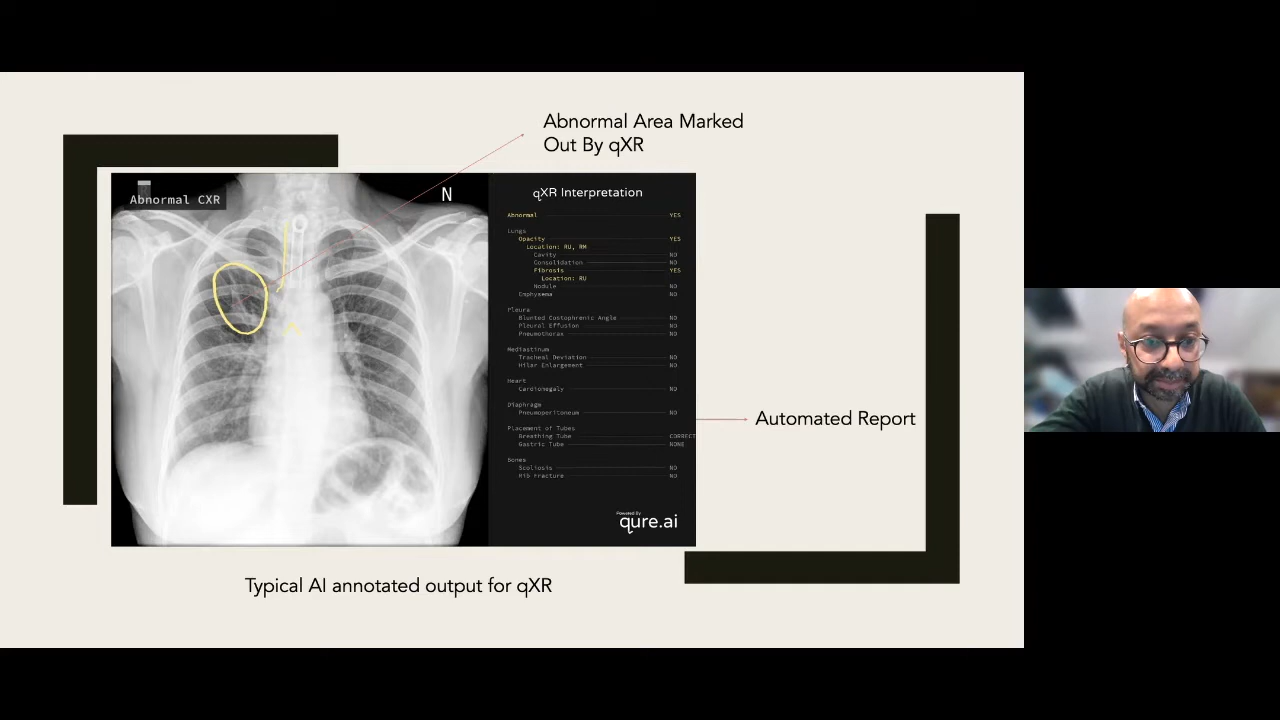 Abnormal Area Marked
Out By qXR
Abnormal CXR
N
qXR Interpretation
Abnormal YES
Lungs
Opacity YES
Location: RU, RM
Cavity NO
Consolidation NO
Fibrosis YES
Location: RU
Nodule NO
Emphysema NO
Pleura
Blunted Costophrenic Angle NO
Pleural Effusion NO
Pneumothorax NO
Mediastinum
Tracheal Deviation NO
Hilar Enlargement NO
Heart
Cardiomegaly NO
Diaphragm
Pneumoperitoneum NO
Placement of Tubes
Breathing Tube CORRECT
Gastric Tube NONE
Bones
Scoliosis NO
Rib Fracture NO
Powered By
qure.ai
Automated Report
Typical AI annotated output for qXR